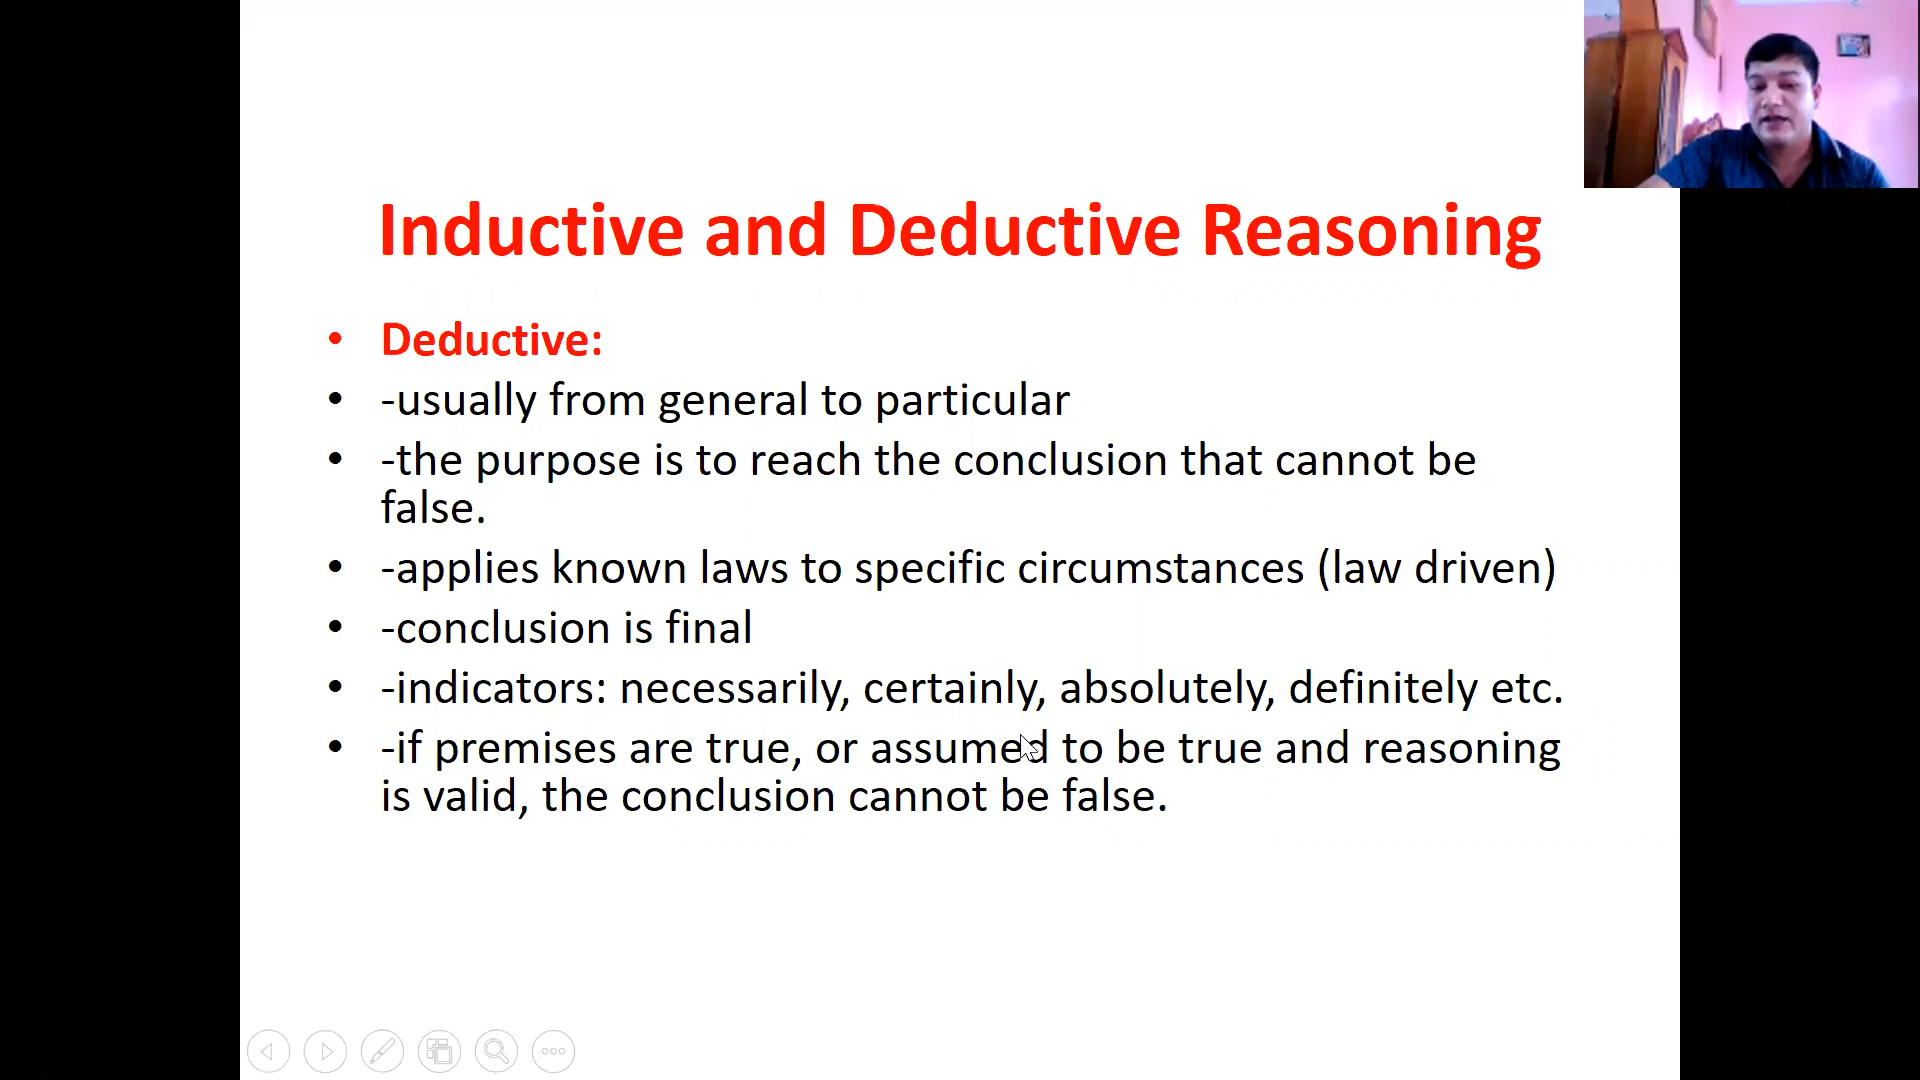 Inductive and Deductive Reasoning
• Deductive:
• -usually from general to particular
• -the purpose is to reach the conclusion that cannot be
false.
• -applies known laws to specific circumstances (law driven)
• -conclusion is final
• -indicators: necessarily, certainly, absolutely, definitely etc.
• -if premises are true, or assumed to be true and reasoning
is valid, the conclusion cannot be false.